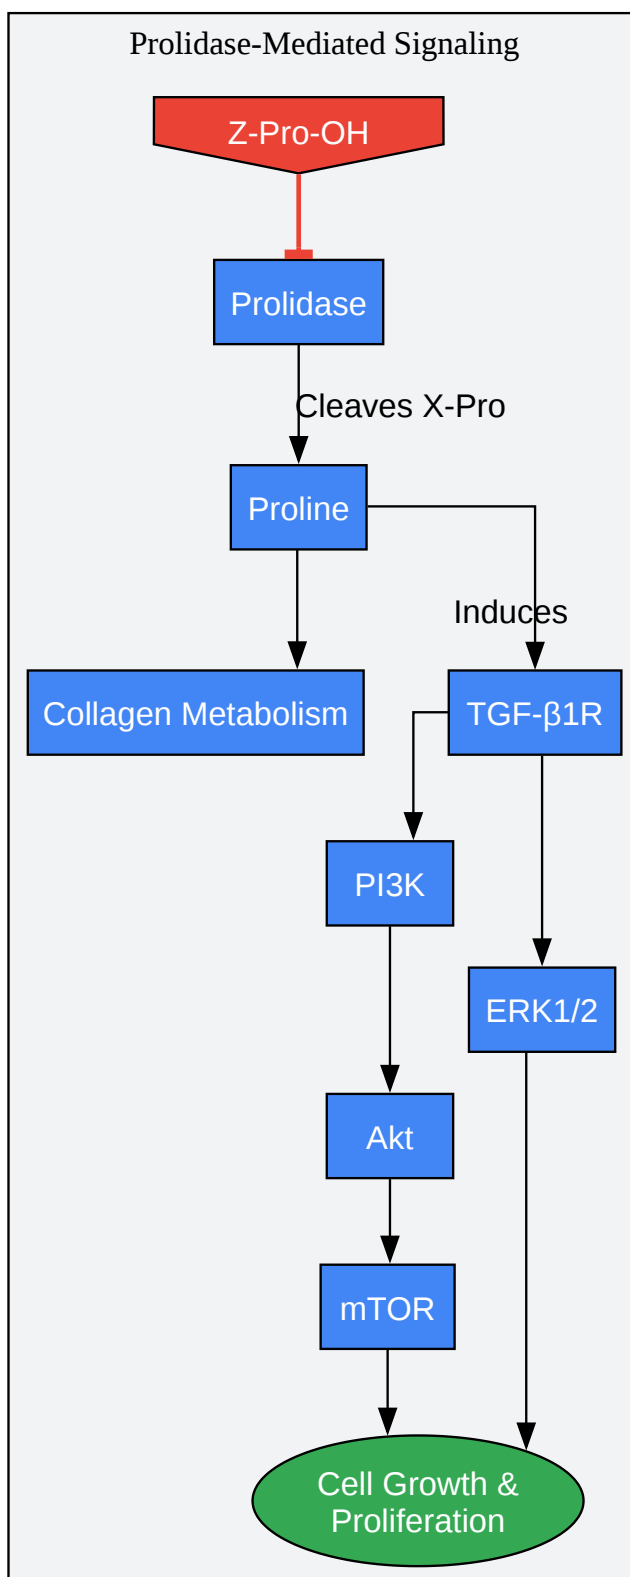 Prolidase-Mediated Signaling
Z-Pro-OH
Prolidase
Cleaves X-Pro
Proline
Induces
Collagen Metabolism
TGF-β1R
PI3K
ERK1/2
Akt
mTOR
Cell Growth &
Proliferation